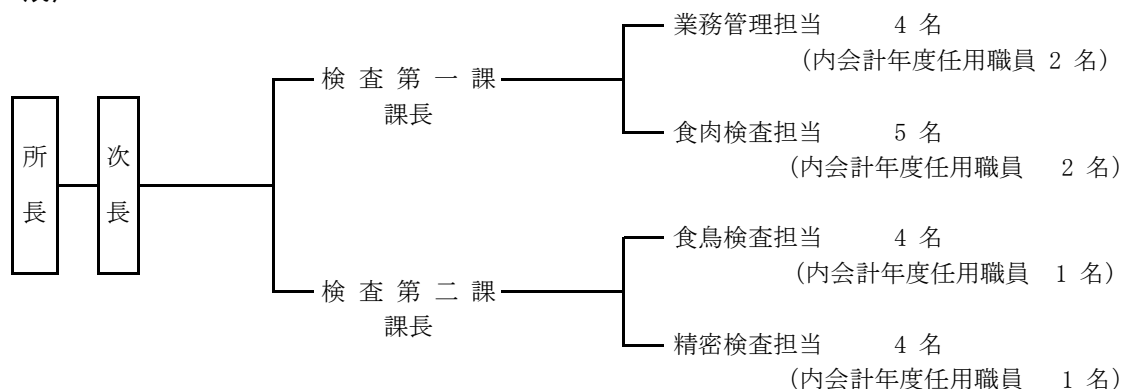 所長
次長
検査第一課
課長
業務管理担当 4 名
(内会計年度任用職員 2 名)
食肉検査担当 5 名
(内会計年度任用職員 2 名)
検査第二課
課長
食鳥検査担当 4 名
(内会計年度任用職員 1 名)
精密検査担当 4 名
(内会計年度任用職員 1 名)